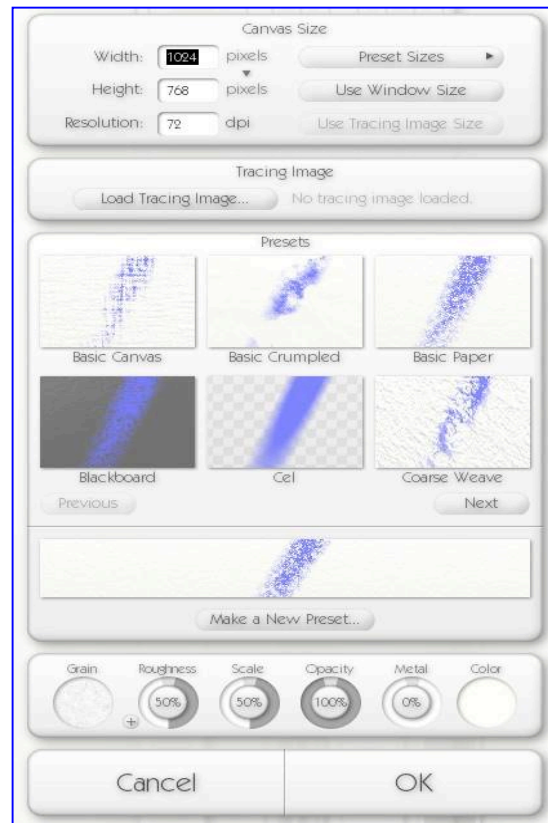 Canvas Size
Width: 1024 pixels Preset Sizes
Height: 768 pixels Use Window Size
Resolution: 72 dpi Use Tracing Image Size
Tracing Image
Load Tracing Image... No tracing image loaded.
Presets
Basic Canvas Basic Crumpled Basic Paper
Blackboard Cel Coarse Weave
Previous Next
Make a New Preset...
Grain Roughness Scale Opacity Metal Color
+ 50% 50% 100% 0%
Cancel OK